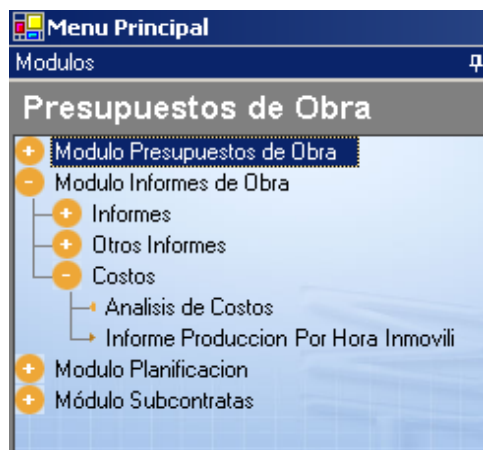 Menu Principal
Modulos
Presupuestos de Obra
Modulo Presupuestos de Obra
Modulo Informes de Obra
Informes
Otros Informes
Costos
Analisis de Costos
Informe Produccion Por Hora Inmovili
Modulo Planificacion
Módulo Subcontratas